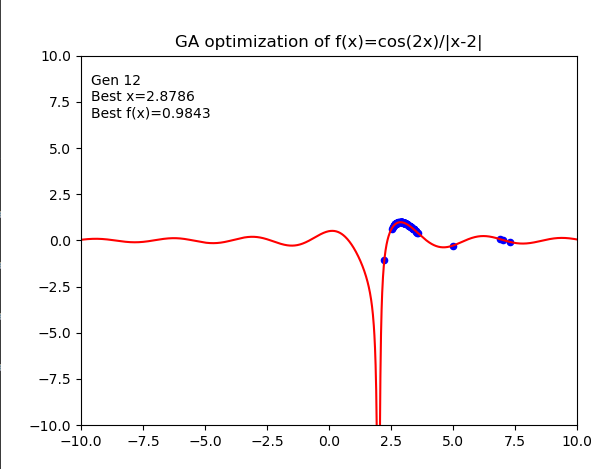 GA optimization of f(x)=cos(2x)/|x-2|
10.0
Gen 12
7.5
Best x=2.8786
Best f(x)=0.9843
5.0
2.5
0.0
−2.5
−5.0
−7.5
−10.0
−10.0 −7.5 −5.0 −2.5 0.0 2.5 5.0 7.5 10.0